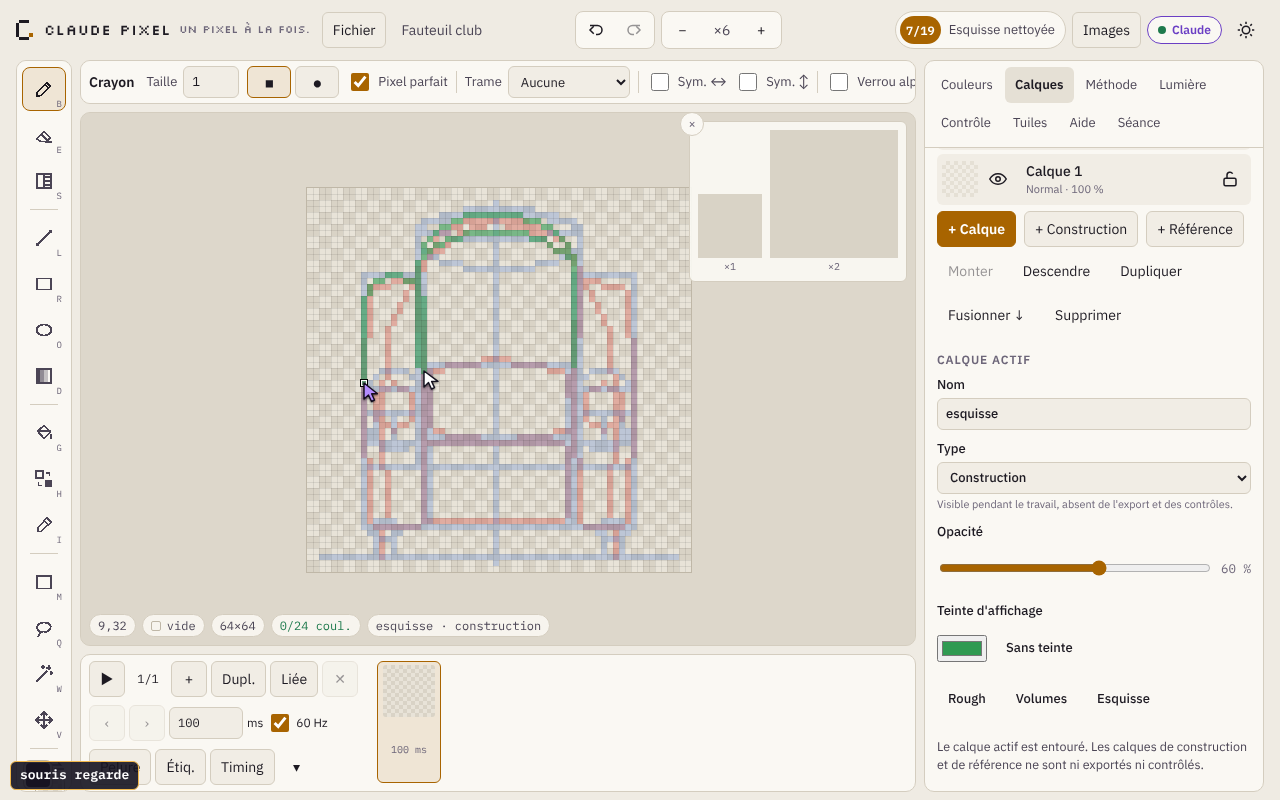 CLAUDE PIXEL UN PIXEL À LA FOIS. Fichier Fauteuil club − ×6 + 7/19 Esquisse nettoyée Images Claude
Crayon Taille 1 Pixel parfait Trame Aucune Sym. Sym. Verrou alp
B
E
S
L
R
O
D
G
H
I
M
Q
W
V
×
×1 ×2
9,32 vide 64×64 0/24 coul. esquisse · construction
1/1 + Dupl. Liée ✕
‹ › 100 ms 60 Hz
Étiq. Timing ▼
100 ms
souris regarde
Couleurs Calques Méthode Lumière
Contrôle Tuiles Aide Séance
Calque 1
Normal · 100 %
+ Calque + Construction + Référence
Monter Descendre Dupliquer
Fusionner ↓ Supprimer
CALQUE ACTIF
Nom
esquisse
Type
Construction
Visible pendant le travail, absent de l'export et des contrôles.
Opacité
60 %
Teinte d'affichage
Sans teinte
Rough Volumes Esquisse
Le calque actif est entouré. Les calques de construction
et de référence ne sont ni exportés ni contrôlés.